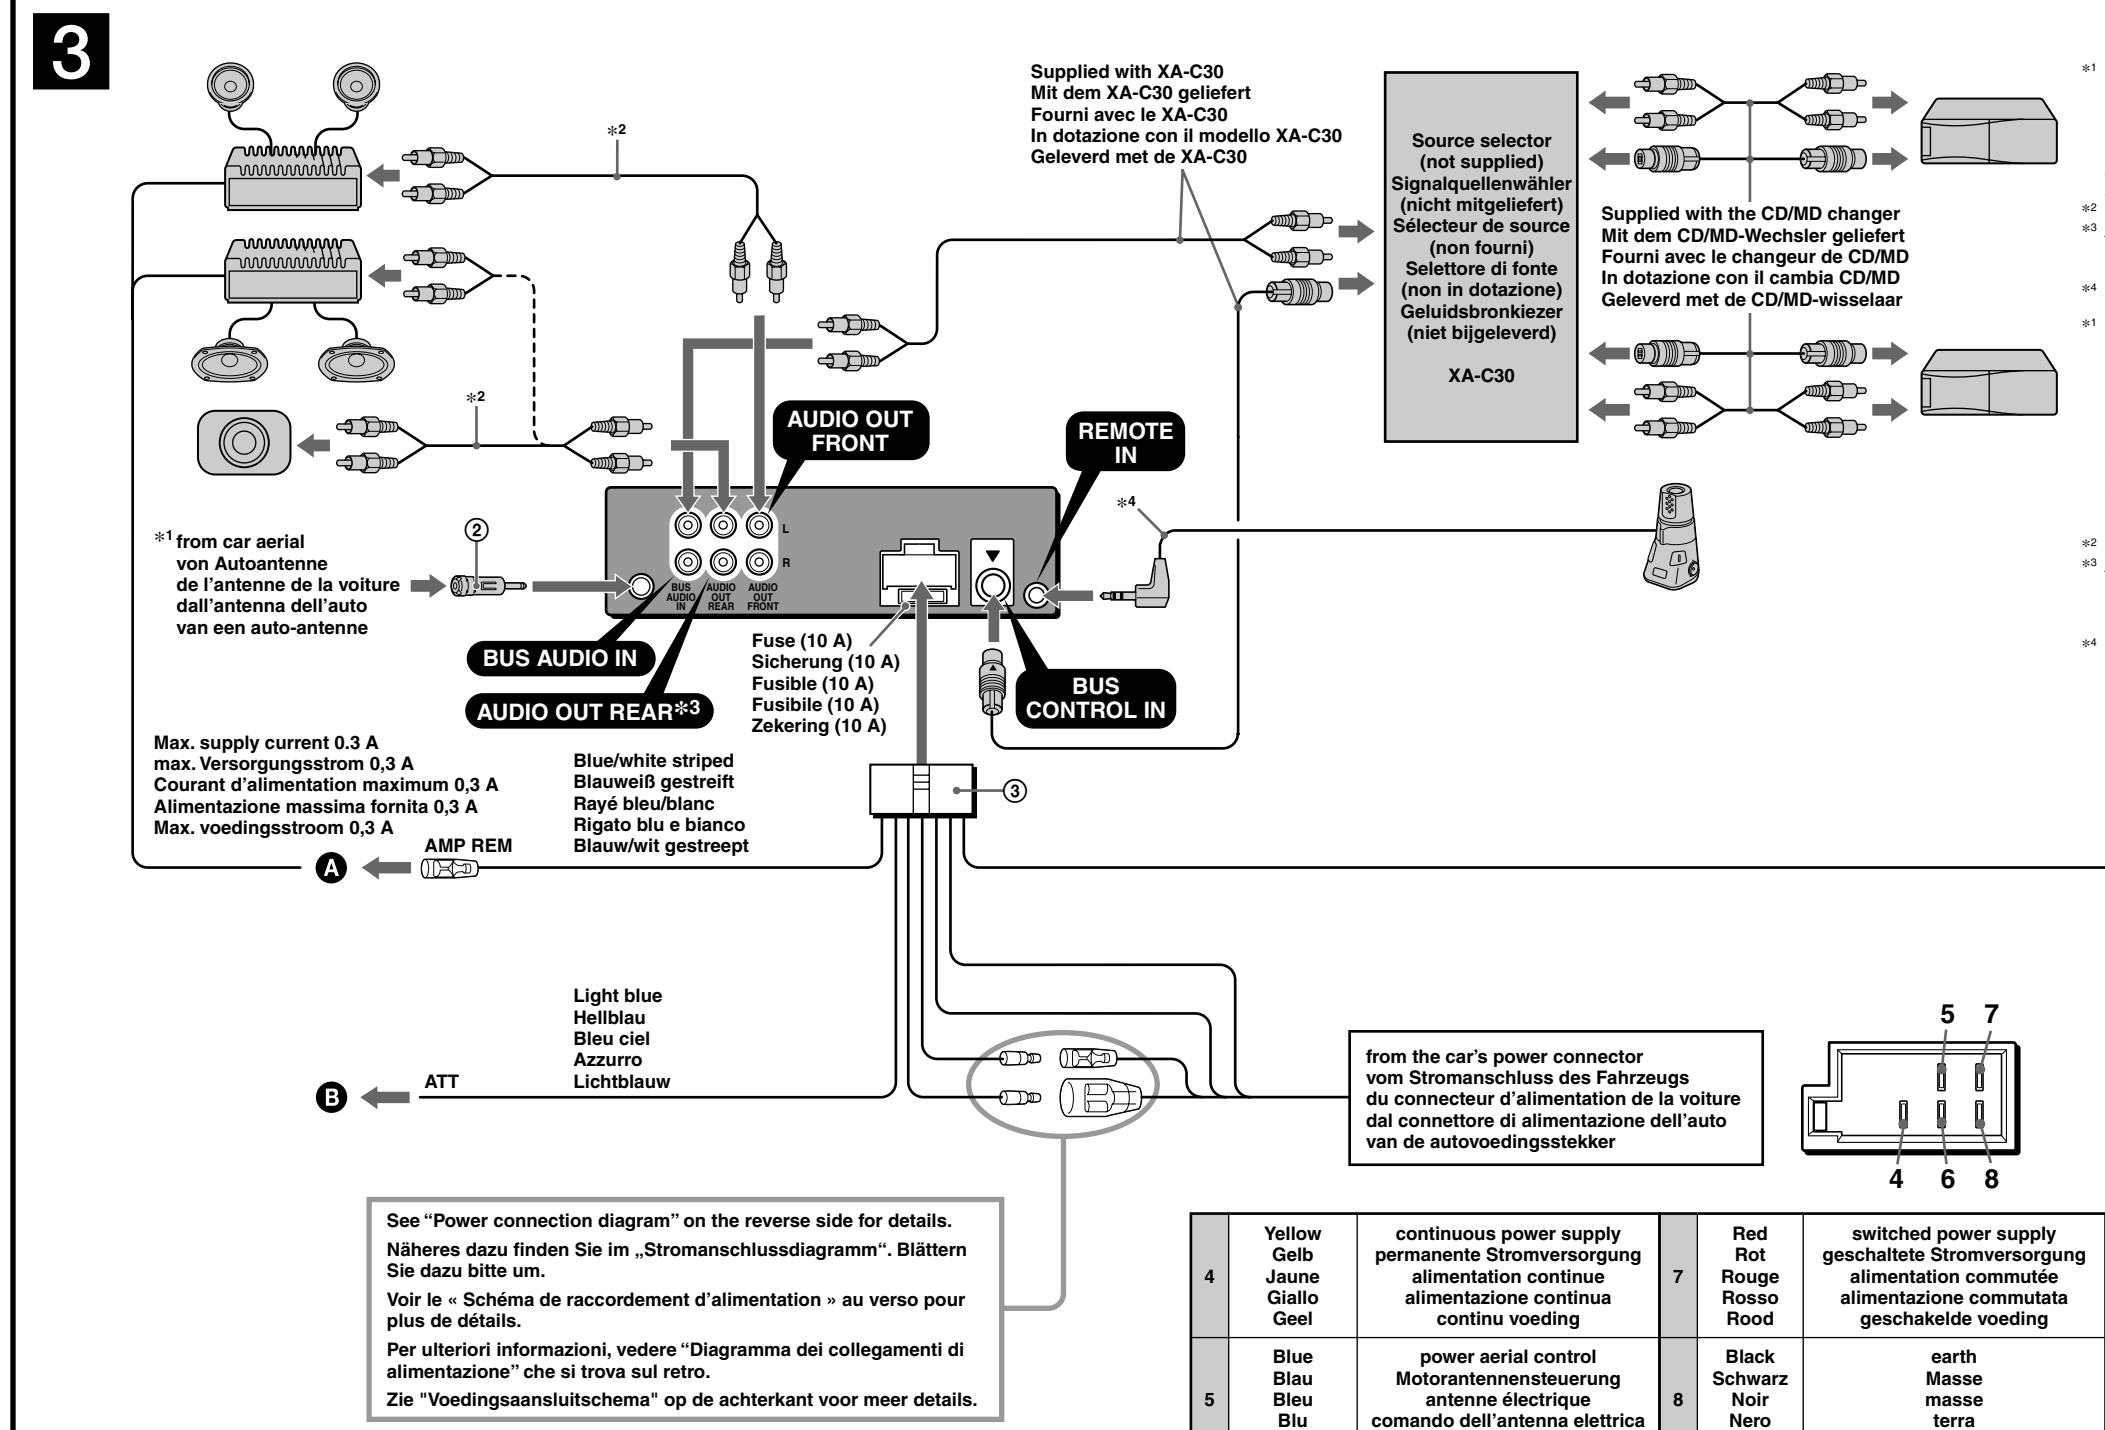 3
Supplied with XA-C30
Mit dem XA-C30 geliefert
Fourni avec le XA-C30
In dotazione con il modello XA-C30
Geleverd met de XA-C30
*2
Source selector
(not supplied)
Signalquellenwähler
(nicht mitgeliefert)
Sélecteur de source
(non fourni)
Selettore di fonte
(non in dotazione)
Geluidsbronkiezer
(niet bijgeleverd)
XA-C30
Supplied with the CD/MD changer
Mit dem CD/MD-Wechsler geliefert
Fourni avec le changeur de CD/MD
In dotazione con il cambia CD/MD
Geleverd met de CD/MD-wisselaar
*1
*2
*3
*4
*1
*2
*3
*4
*2
AUDIO OUT
FRONT
REMOTE
IN
*4
*1 from car aerial
von Autoantenne
de l'antenne de la voiture
dall'antenna dell'auto
van een auto-antenne
2
L
R
BUS
AUDIO
IN
AUDIO
OUT
REAR
AUDIO
OUT
FRONT
BUS AUDIO IN
AUDIO OUT REAR*3
Fuse (10 A)
Sicherung (10 A)
Fusible (10 A)
Fusibile (10 A)
Zekering (10 A)
BUS
CONTROL IN
Max. supply current 0.3 A
max. Versorgungsstrom 0,3 A
Courant d'alimentation maximum 0,3 A
Alimentazione massima fornita 0,3 A
Max. voedingsstroom 0,3 A
Blue/white striped
Blauweiß gestreift
Rayé bleu/blanc
Rigato blu e bianco
Blauw/wit gestreept
3
AMP REM
A
Light blue
Hellblau
Bleu ciel
Azzurro
Lichtblauw
ATT
B
from the car's power connector
vom Stromanschluss des Fahrzeugs
du connecteur d'alimentation de la voiture
dal connettore di alimentazione dell'auto
van de autovoedingsstekker
5 7
4 6 8
See “Power connection diagram” on the reverse side for details.
Näheres dazu finden Sie im „Stromanschlussdiagramm“. Blättern
Sie dazu bitte um.
Voir le « Schéma de raccordement d'alimentation » au verso pour
plus de détails.
Per ulteriori informazioni, vedere “Diagramma dei collegamenti di
alimentazione” che si trova sul retro.
Zie "Voedingsaansluitschema" op de achterkant voor meer details.
4
Yellow
Gelb
Jaune
Giallo
Geel
continuous power supply
permanente Stromversorgung
alimentation continue
alimentazione continua
continu voeding
7
Red
Rot
Rouge
Rosso
Rood
switched power supply
geschaltete Stromversorgung
alimentation commutée
alimentazione commutata
geschakelde voeding
5
Blue
Blau
Bleu
Blu
power aerial control
Motorantennensteuerung
antenne électrique
comando dell'antenna elettrica
8
Black
Schwarz
Noir
Nero
earth
Masse
masse
terra